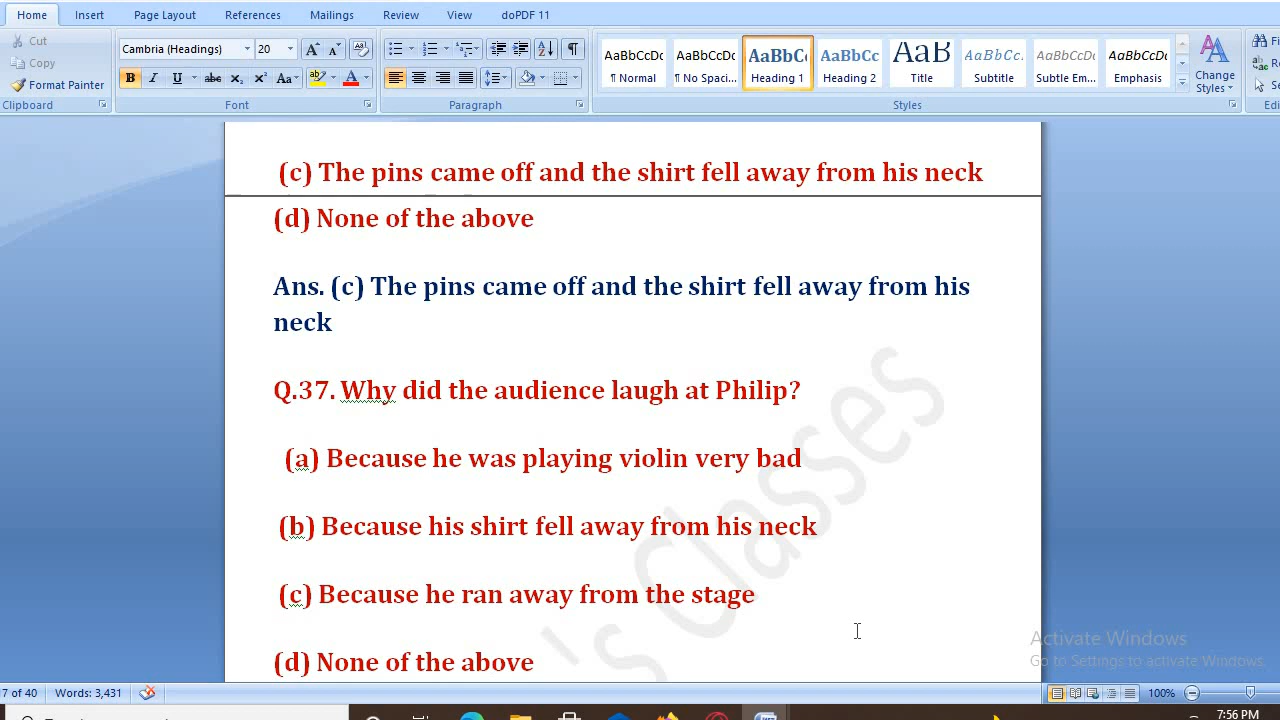 Home Insert Page Layout References Mailings Review View doPDF 11
Cut
Copy
Format Painter
Cambria (Headings) 20
B I U abc X₂ X² Aa A
AaBbCcDc AaBbCcDc AaBbCc AaBbCc AaB AaBbCc. AaBbCcDc AaBbCcDc
¶ Normal ¶ No Spaci... Heading 1 Heading 2 Title Subtitle Subtle Em... Emphasis
Change Styles
Clipboard Font Paragraph Styles
(c) The pins came off and the shirt fell away from his neck
(d) None of the above
Ans. (c) The pins came off and the shirt fell away from his
neck
Q.37. Why did the audience laugh at Philip?
(a) Because he was playing violin very bad
(b) Because his shirt fell away from his neck
(c) Because he ran away from the stage
(d) None of the above
's Classes
Activate Windows
Go to Settings to activate Windows.
7 of 40 Words: 3,431 100%
7:56 PM